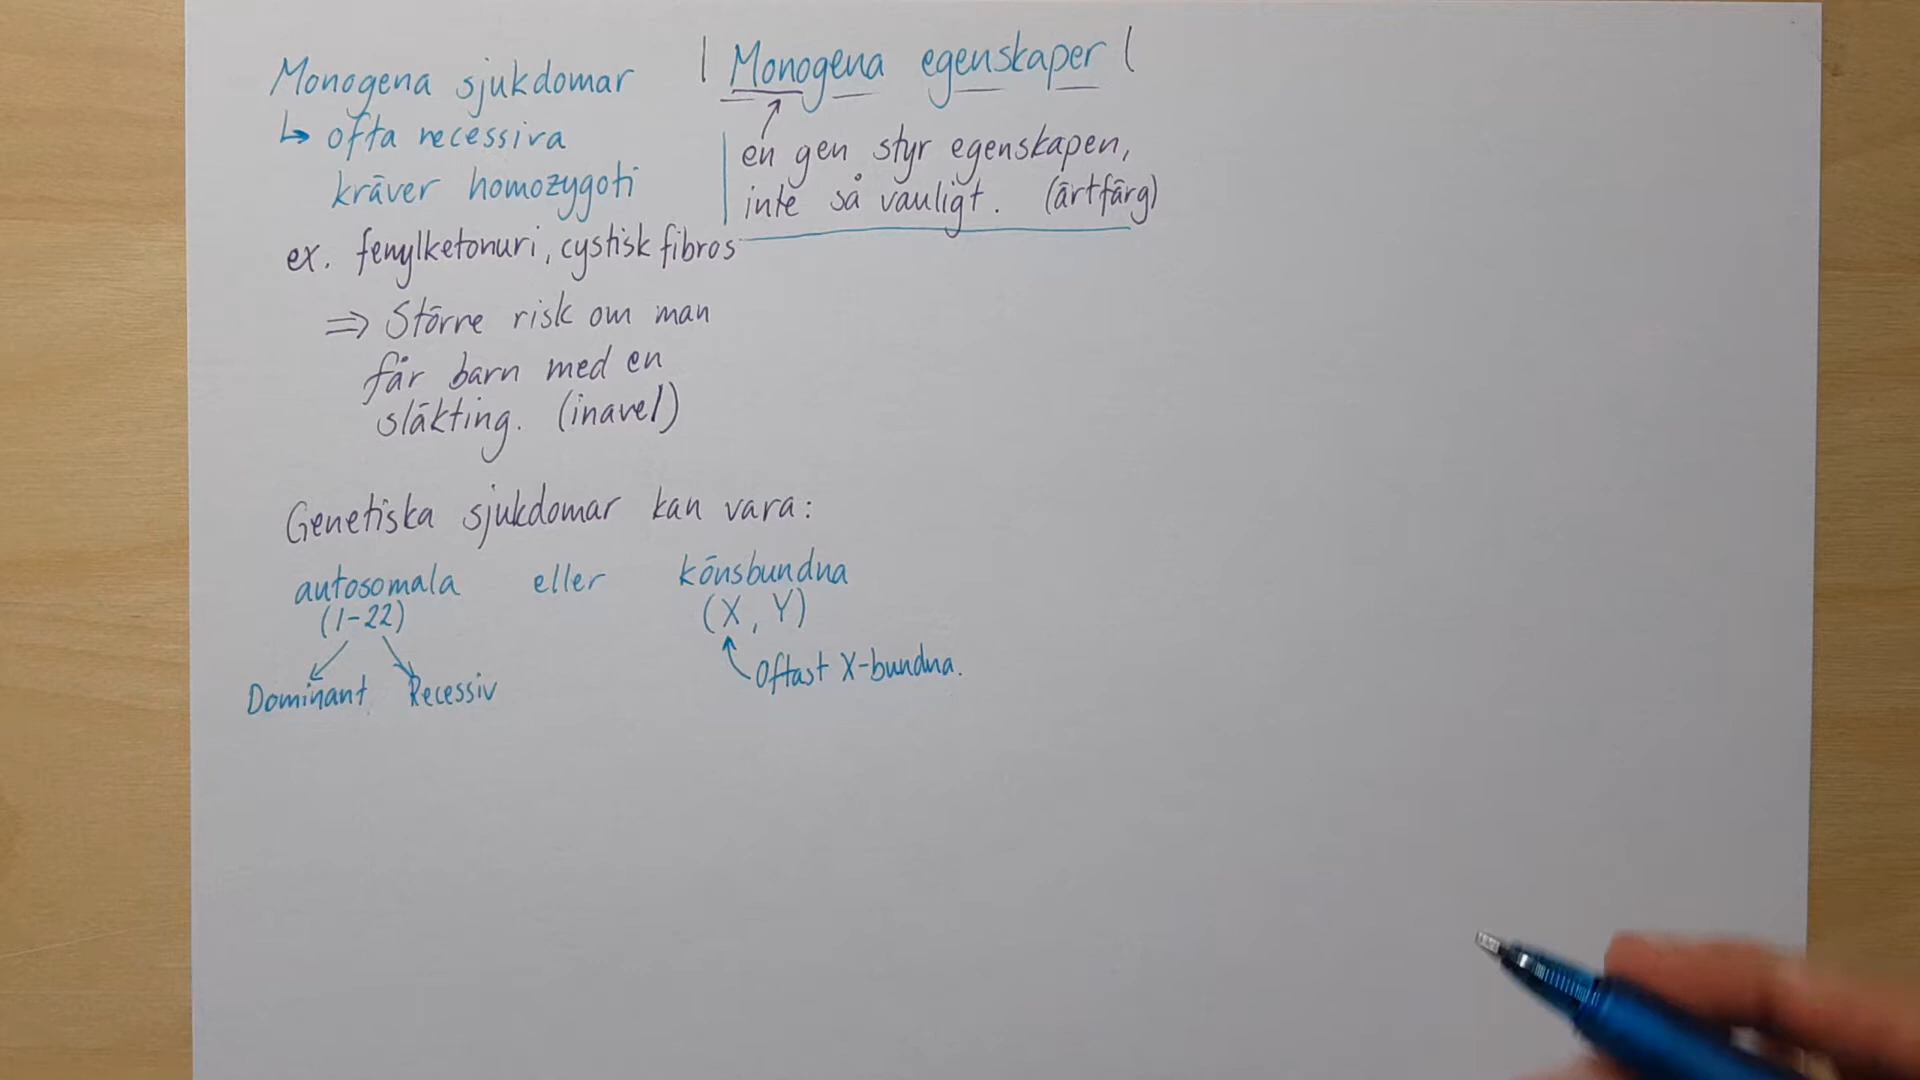 Monogena egenskaper
en gen styr egenskapen,
inte så vanligt. (ärtfärg)
Monogena sjukdomar
↳ ofta recessiva
kräver homozygoti
ex. fenylketonuri, cystisk fibros
⇒ Större risk om man
får barn med en
släkting. (inavel)
Genetiska sjukdomar kan vara:
autosomala eller könsbundna
(1-22) (X, Y)
Oftast X-bundna.
Dominant Recessiv